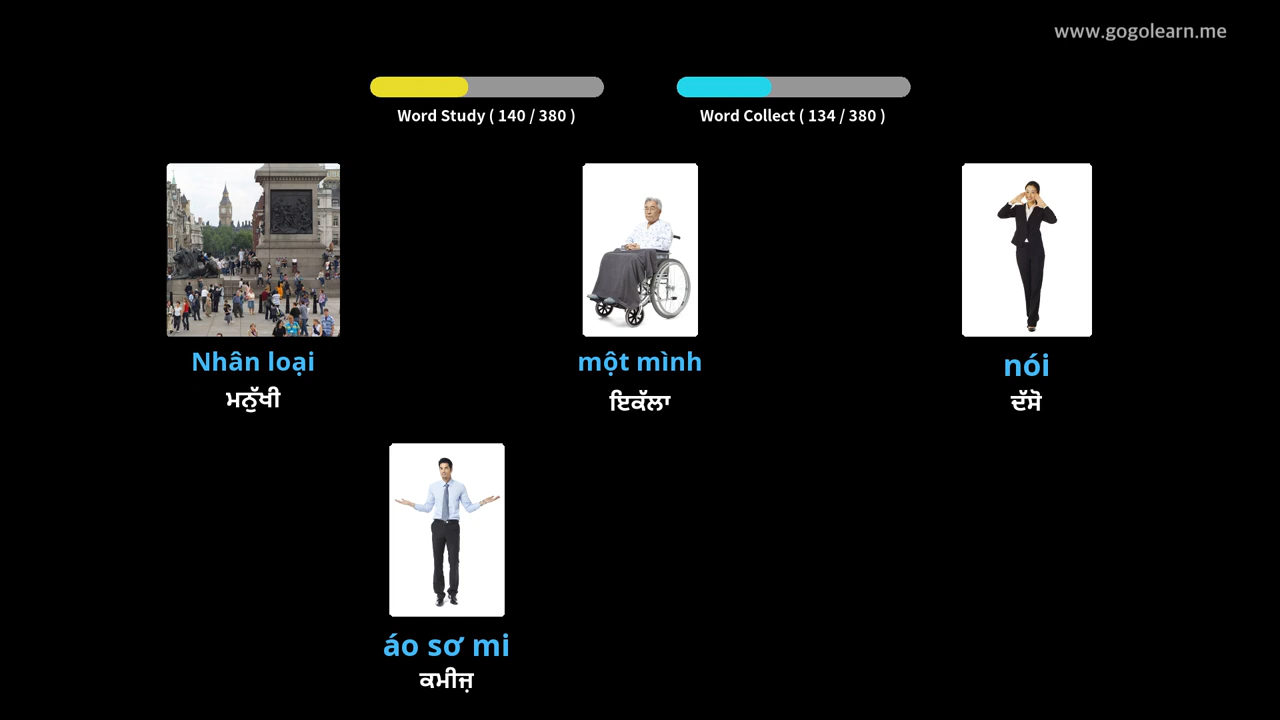 www.gogolearn.me
Word Study ( 140 / 380 )
Word Collect ( 134 / 380 )
Nhân loại
ਮਨੁੱਖੀ
một mình
ਇਕੱਲਾ
nói
ਦੱਸੋ
áo sơ mi
ਕਮੀਜ਼